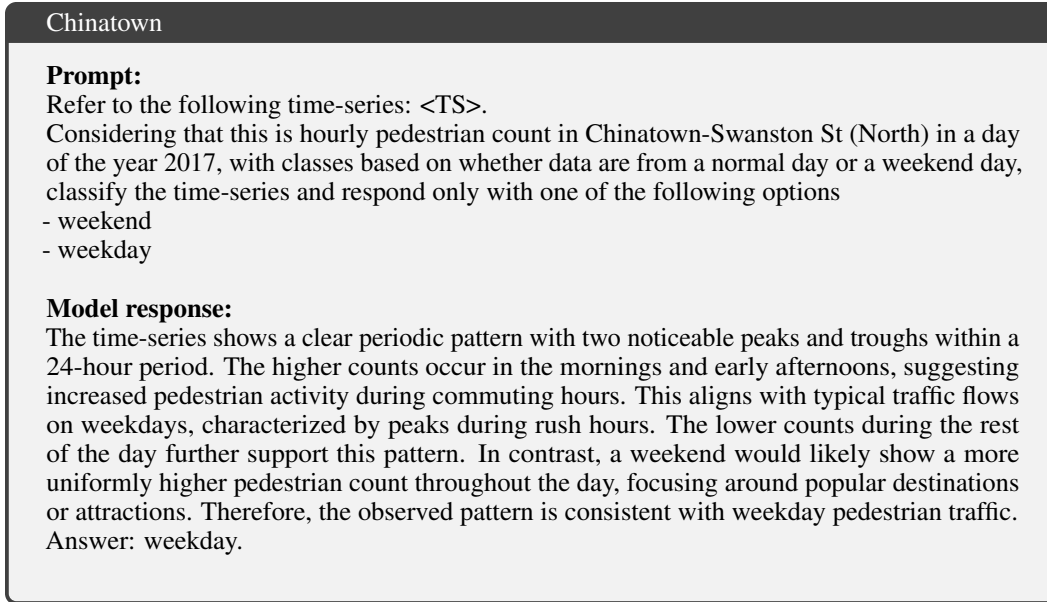 Chinatown
Prompt:
Refer to the following time-series: <TS>.
Considering that this is hourly pedestrian count in Chinatown-Swanston St (North) in a day
of the year 2017, with classes based on whether data are from a normal day or a weekend day,
classify the time-series and respond only with one of the following options
- weekend
- weekday
Model response:
The time-series shows a clear periodic pattern with two noticeable peaks and troughs within a
24-hour period. The higher counts occur in the mornings and early afternoons, suggesting
increased pedestrian activity during commuting hours. This aligns with typical traffic flows
on weekdays, characterized by peaks during rush hours. The lower counts during the rest
of the day further support this pattern. In contrast, a weekend would likely show a more
uniformly higher pedestrian count throughout the day, focusing around popular destinations
or attractions. Therefore, the observed pattern is consistent with weekday pedestrian traffic.
Answer: weekday.